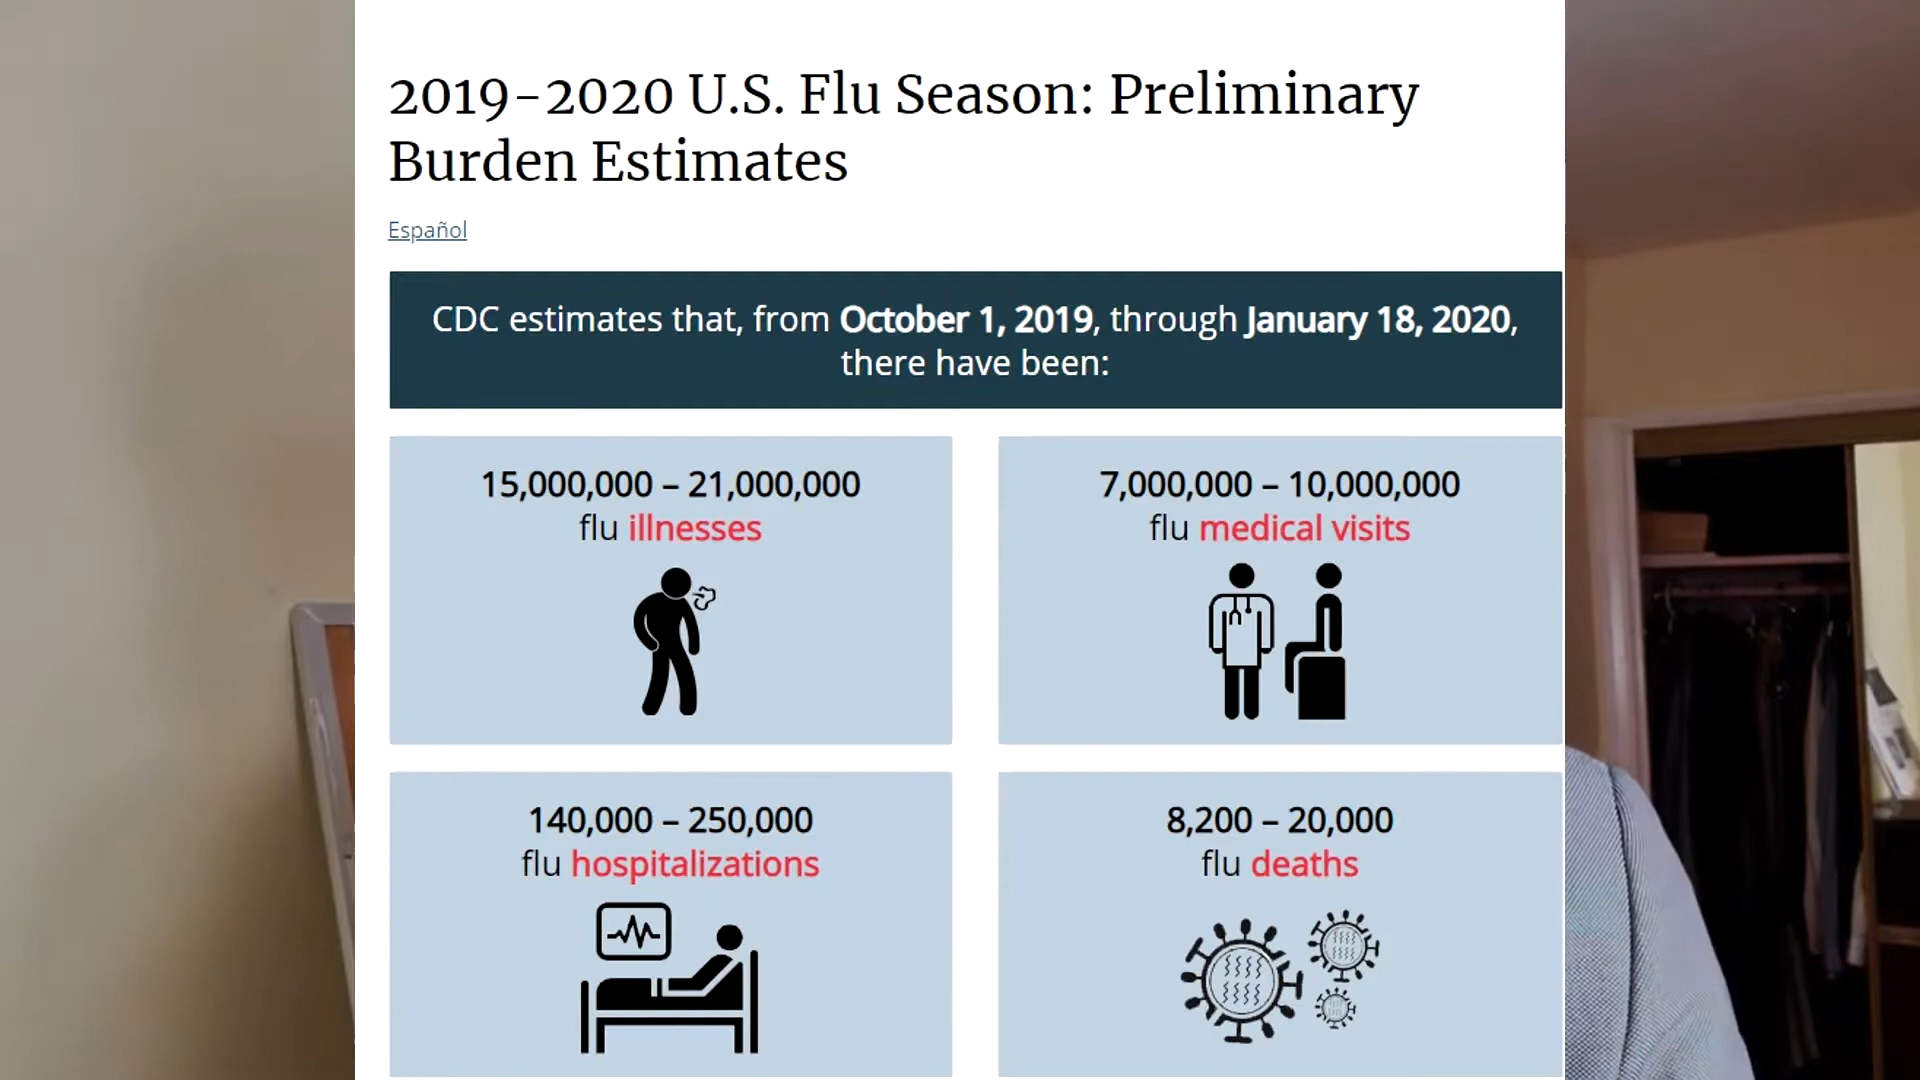 2019-2020 U.S. Flu Season: Preliminary
Burden Estimates
Español
CDC estimates that, from October 1, 2019, through January 18, 2020,
there have been:
15,000,000 – 21,000,000
flu illnesses
7,000,000 – 10,000,000
flu medical visits
140,000 – 250,000
flu hospitalizations
8,200 – 20,000
flu deaths